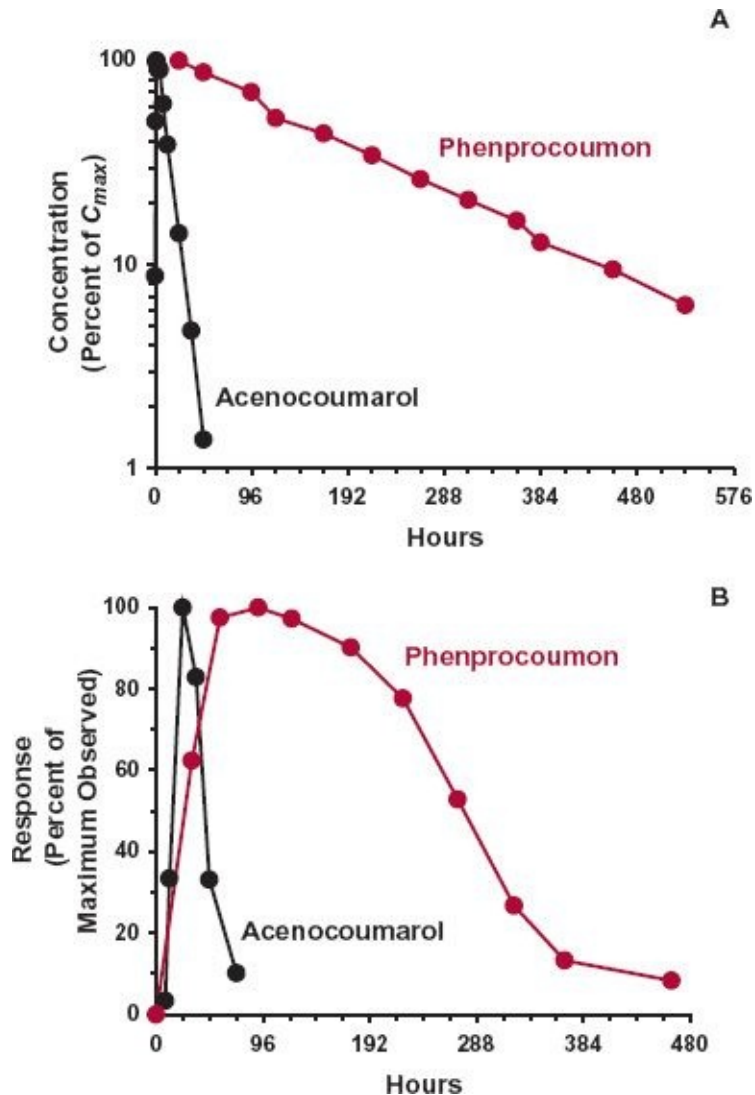 A
100
10
1
Concentration
(Percent of Cmax)
Phenprocoumon
Acenocoumarol
0 96 192 288 384 480 576
Hours
B
100
80
60
40
20
0
Response
(Percent of
Maximum Observed)
Phenprocoumon
Acenocoumarol
0 96 192 288 384 480
Hours